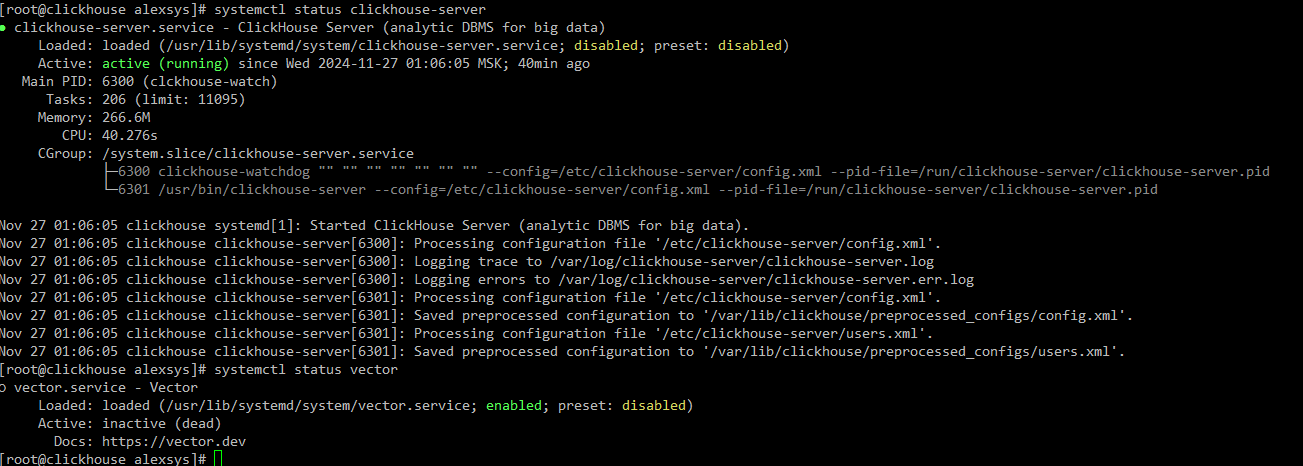 [root@clickhouse alexsys]# systemctl status clickhouse-server
● clickhouse-server.service - ClickHouse Server (analytic DBMS for big data)
     Loaded: loaded (/usr/lib/systemd/system/clickhouse-server.service; disabled; preset: disabled)
     Active: active (running) since Wed 2024-11-27 01:06:05 MSK; 40min ago
   Main PID: 6300 (clckhouse-watch)
      Tasks: 206 (limit: 11095)
     Memory: 266.6M
        CPU: 40.276s
     CGroup: /system.slice/clickhouse-server.service
             ├─6300 clickhouse-watchdog "" "" "" "" "" "" "" --config=/etc/clickhouse-server/config.xml --pid-file=/run/clickhouse-server/clickhouse-server.pid
             └─6301 /usr/bin/clickhouse-server --config=/etc/clickhouse-server/config.xml --pid-file=/run/clickhouse-server/clickhouse-server.pid

Nov 27 01:06:05 clickhouse systemd[1]: Started ClickHouse Server (analytic DBMS for big data).
Nov 27 01:06:05 clickhouse clickhouse-server[6300]: Processing configuration file '/etc/clickhouse-server/config.xml'.
Nov 27 01:06:05 clickhouse clickhouse-server[6300]: Logging trace to /var/log/clickhouse-server/clickhouse-server.log
Nov 27 01:06:05 clickhouse clickhouse-server[6300]: Logging errors to /var/log/clickhouse-server/clickhouse-server.err.log
Nov 27 01:06:05 clickhouse clickhouse-server[6301]: Processing configuration file '/etc/clickhouse-server/config.xml'.
Nov 27 01:06:05 clickhouse clickhouse-server[6301]: Saved preprocessed configuration to '/var/lib/clickhouse/preprocessed_configs/config.xml'.
Nov 27 01:06:05 clickhouse clickhouse-server[6301]: Processing configuration file '/etc/clickhouse-server/users.xml'.
Nov 27 01:06:05 clickhouse clickhouse-server[6301]: Saved preprocessed configuration to '/var/lib/clickhouse/preprocessed_configs/users.xml'.
[root@clickhouse alexsys]# systemctl status vector
○ vector.service - Vector
     Loaded: loaded (/usr/lib/systemd/system/vector.service; enabled; preset: disabled)
     Active: inactive (dead)
       Docs: https://vector.dev
[root@clickhouse alexsys]#